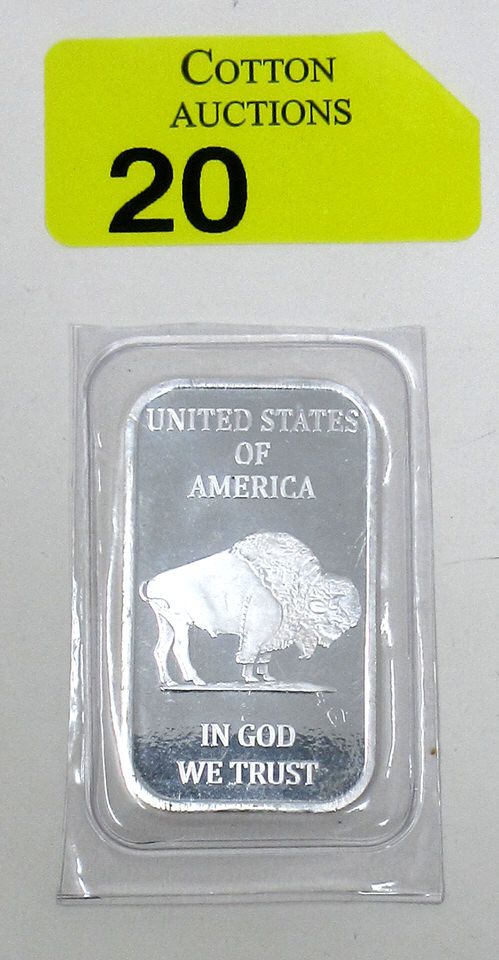 COTTON
AUCTIONS
20
UNITED STATES
OF
AMERICA
IN GOD
WE TRUST